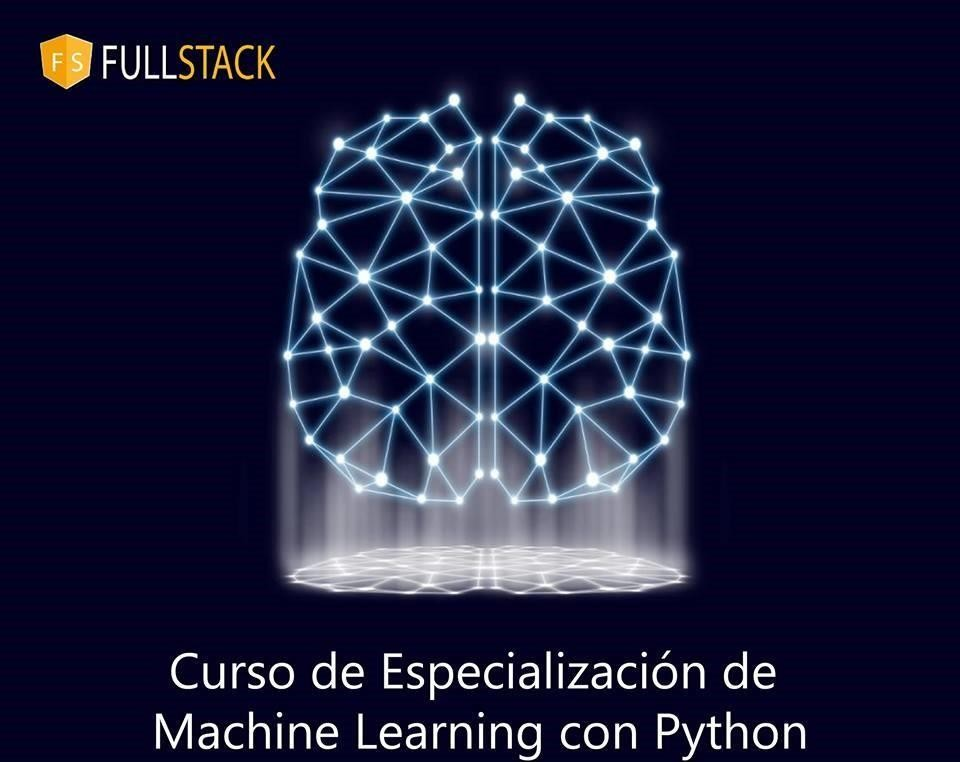 FS FULLSTACK
Curso de Especialización de
Machine Learning con Python